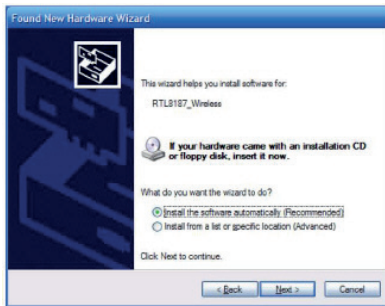 Found New Hardware Wizard
This wizard helps you install software for:
RTL8187_Wireless
If your hardware came with an installation CD
or floppy disk, insert it now.
What do you want the wizard to do?
Install the software automatically (Recommended)
Install from a list or specific location (Advanced)
Click Next to continue.
< Back Next > Cancel